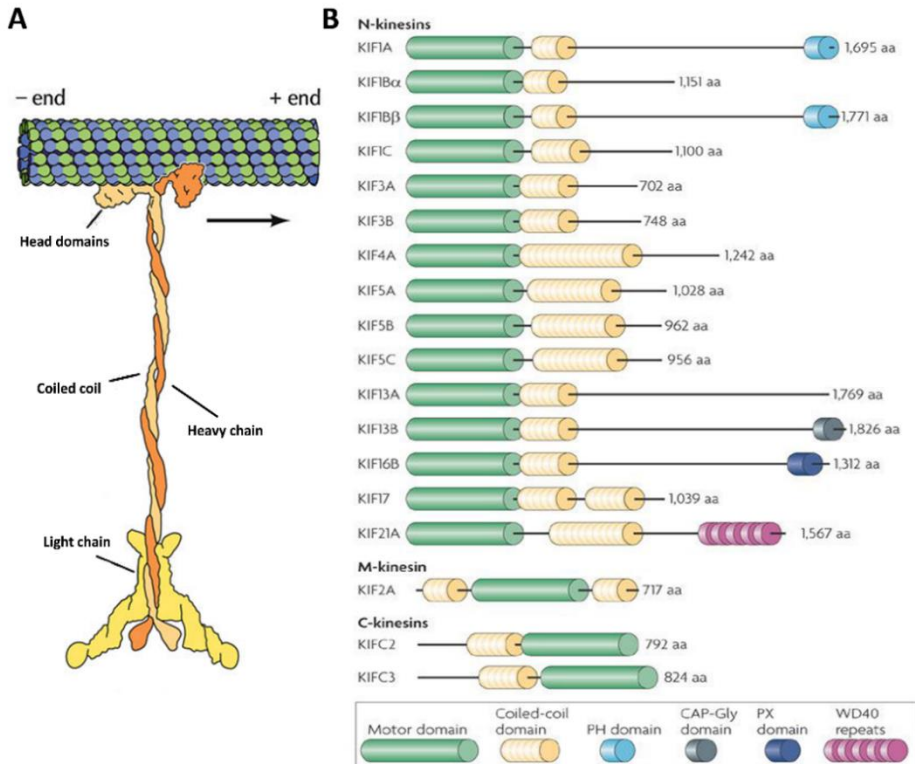 A
− end
+ end
Head domains
Coiled coil
Heavy chain
Light chain
B
N-kinesins
KIF1A 1,695 aa
KIF1Bα 1,151 aa
KIF1Bβ 1,771 aa
KIF1C 1,100 aa
KIF3A 702 aa
KIF3B 748 aa
KIF4A 1,242 aa
KIF5A 1,028 aa
KIF5B 962 aa
KIF5C 956 aa
KIF13A 1,769 aa
KIF13B 1,826 aa
KIF16B 1,312 aa
KIF17 1,039 aa
KIF21A 1,567 aa
M-kinesin
KIF2A 717 aa
C-kinesins
KIFC2 792 aa
KIFC3 824 aa
Motor domain
Coiled-coil
domain
PH domain
CAP-Gly
domain
PX
domain
WD40
repeats